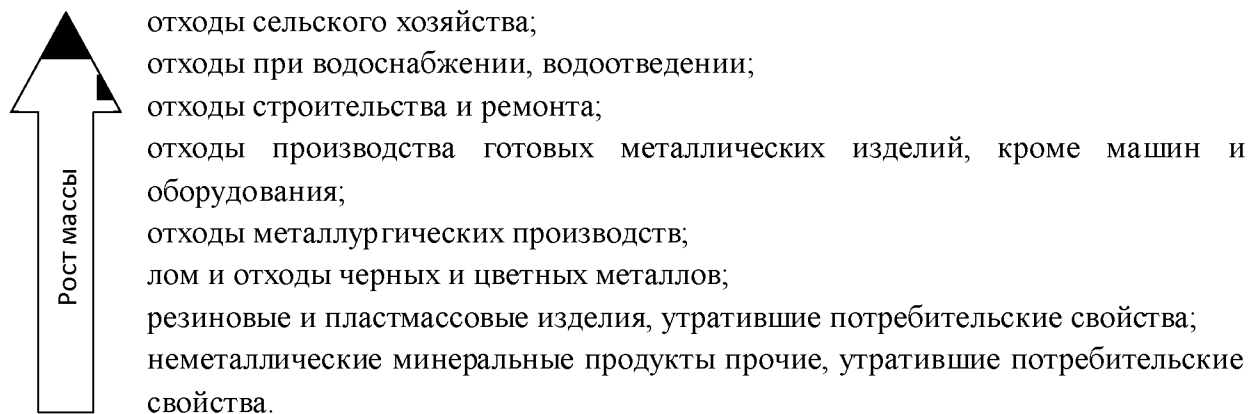 отходы сельского хозяйства;
отходы при водоснабжении, водоотведении;
отходы строительства и ремонта;
отходы производства готовых металлических изделий, кроме машин и
оборудования;
отходы металлургических производств;
лом и отходы черных и цветных металлов;
резиновые и пластмассовые изделия, утратившие потребительские свойства;
неметаллические минеральные продукты прочие, утратившие потребительские
свойства.
Рост массы